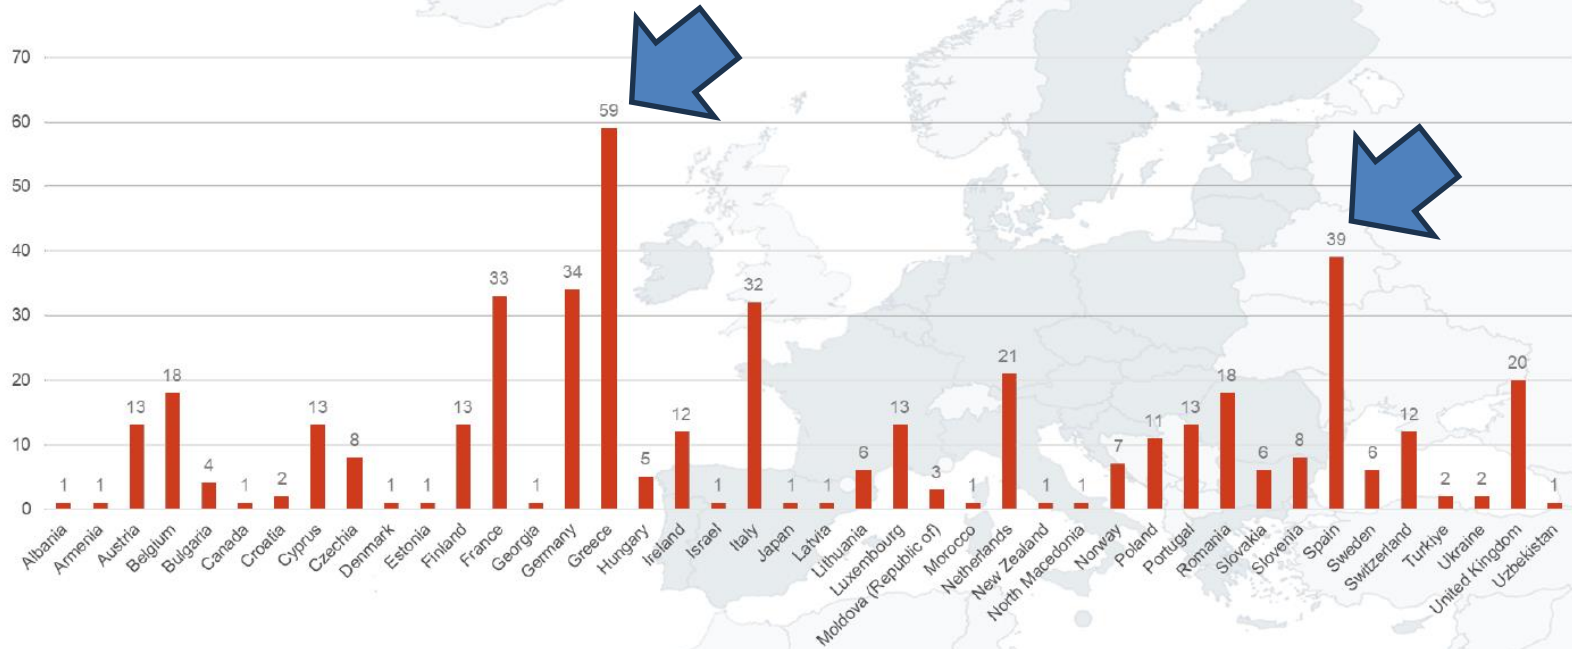 70
60
50
40
30
20
10
0
1
1
13
18
4
1
2
13
8
1
1
13
33
1
34
59
5
12
1
32
1
1
6
13
3
1
21
1
1
7
11
13
18
6
8
39
6
12
2
2
20
1
Albania
Armenia
Austria
Belgium
Bulgaria
Canada
Croatia
Cyprus
Czechia
Denmark
Estonia
Finland
France
Georgia
Germany
Greece
Hungary
Ireland
Israel
Italy
Japan
Latvia
Lithuania
Luxembourg
Moldova (Republic of)
Morocco
Netherlands
New Zealand
North Macedonia
Norway
Poland
Portugal
Romania
Slovakia
Slovenia
Spain
Sweden
Switzerland
Turkiye
Ukraine
United Kingdom
Uzbekistan